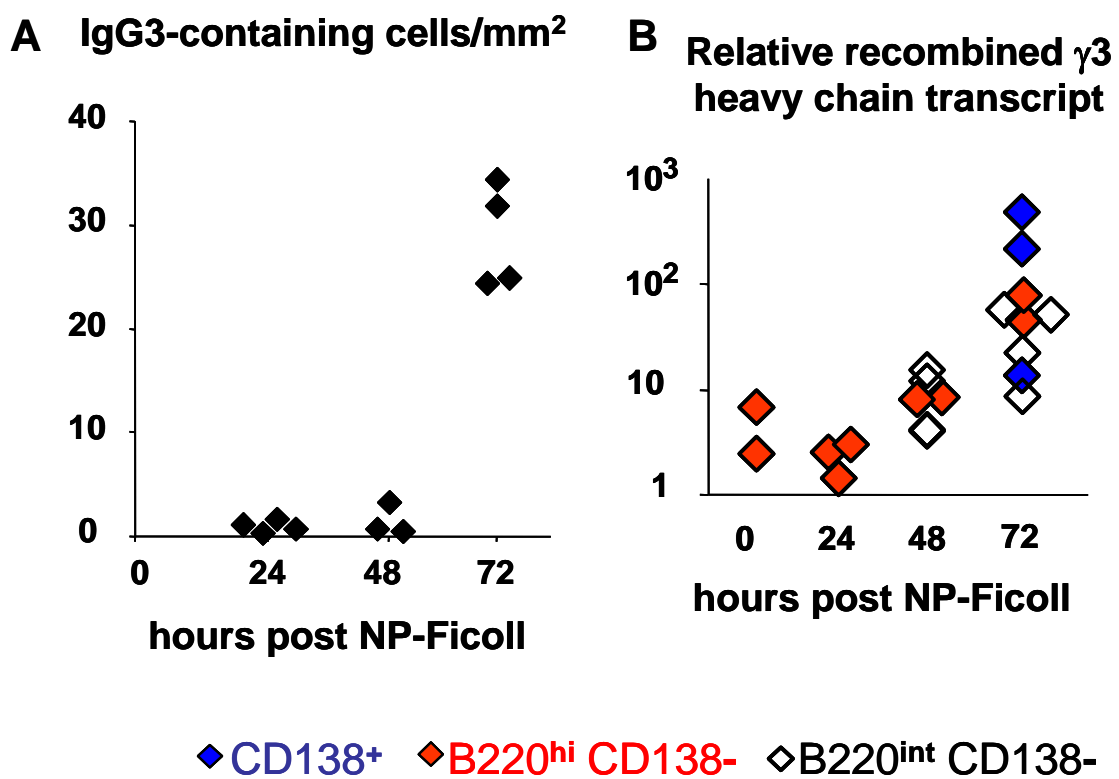 A IgG3-containing cells/mm²
40
30
20
10
0
0 24 48 72
hours post NP-Ficoll
B Relative recombined γ3
heavy chain transcript
10³
10²
10
1
0 24 48 72
hours post NP-Ficoll
CD138⁺ B220ʰⁱ CD138- B220ⁱⁿᵗ CD138-